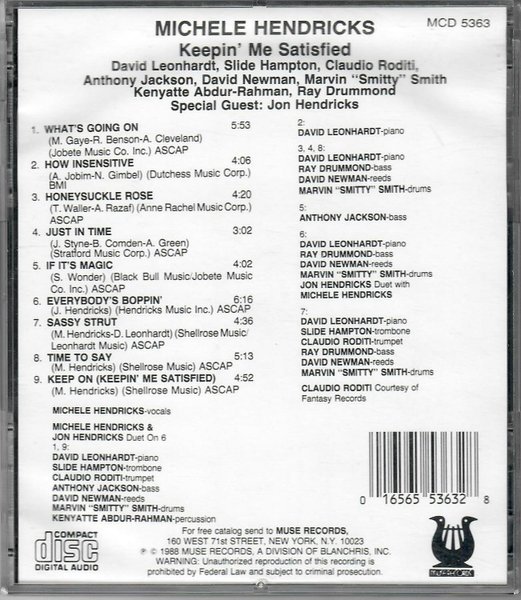 MICHELE HENDRICKS
MCD 5363
Keepin' Me Satisfied
David Leonhardt, Slide Hampton, Claudio Roditi,
Anthony Jackson, David Newman, Marvin "Smitty" Smith
Kenyatte Abdur-Rahman, Ray Drummond
Special Guest: Jon Hendricks
1. WHAT'S GOING ON 5:53
(M. Gaye-R. Benson-A. Cleveland)
(Jobete Music Co. Inc.) ASCAP
2. HOW INSENSITIVE 4:06
(A. Jobim-N. Gimbel) (Dutchess Music Corp.)
BMI
3. HONEYSUCKLE ROSE 4:20
(T. Waller-A. Razaf) (Anne Rachel Music Corp.)
ASCAP
4. JUST IN TIME 3:02
(J. Styne-B. Comden-A. Green)
(Stratford Music Corp.) ASCAP
5. IF IT'S MAGIC 4:02
(S. Wonder) (Black Bull Music/Jobete Music
Co. Inc.) ASCAP
6. EVERYBODY'S BOPPIN' 6:16
(J. Hendricks) (Hendricks Music Inc.) ASCAP
7. SASSY STRUT 4:36
(M. Hendricks-D. Leonhardt) (Shellrose Music/
Leonhardt Music) ASCAP
8. TIME TO SAY 5:13
(M. Hendricks) (Shellrose Music) ASCAP
9. KEEP ON (KEEPIN' ME SATISFIED) 4:52
(M. Hendricks) (Shellrose Music) ASCAP
MICHELE HENDRICKS-vocals
MICHELE HENDRICKS &
JON HENDRICKS Duet On 6
1, 9:
DAVID LEONHARDT-piano
SLIDE HAMPTON-trombone
CLAUDIO RODITI-trumpet
ANTHONY JACKSON-bass
DAVID NEWMAN-reeds
MARVIN "SMITTY" SMITH-drums
KENYATTE ABDUR-RAHMAN-percussion
2:
DAVID LEONHARDT-piano
3, 4, 8:
DAVID LEONHARDT-piano
RAY DRUMMOND-bass
DAVID NEWMAN-reeds
MARVIN "SMITTY" SMITH-drums
5:
ANTHONY JACKSON-bass
6:
DAVID LEONHARDT-piano
RAY DRUMMOND-bass
DAVID NEWMAN-reeds
MARVIN "SMITTY" SMITH-drums
JON HENDRICKS Duet with
MICHELE HENDRICKS
7:
DAVID LEONHARDT-piano
SLIDE HAMPTON-trombone
CLAUDIO RODITI-trumpet
RAY DRUMMOND-bass
DAVID NEWMAN-reeds
MARVIN "SMITTY" SMITH-drums
CLAUDIO RODITI Courtesy of
Fantasy Records
0 16565 53632 8
COMPACT
disc
DIGITAL AUDIO
For free catalog send to MUSE RECORDS,
160 WEST 71st STREET, NEW YORK, N.Y. 10023
℗ © 1988 MUSE RECORDS, A DIVISION OF BLANCHRIS, INC.
WARNING: Unauthorized reproduction of this recording is
prohibited by Federal Law and subject to criminal prosecution.